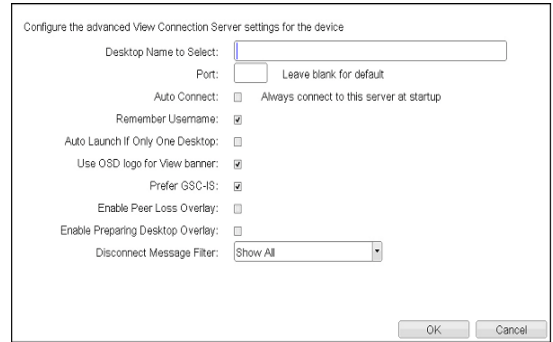 Configure the advanced View Connection Server settings for the device
Desktop Name to Select:
Port: Leave blank for default
Auto Connect: Always connect to this server at startup
Remember Username:
Auto Launch If Only One Desktop:
Use OSD logo for View banner:
Prefer GSC-IS:
Enable Peer Loss Overlay:
Enable Preparing Desktop Overlay:
Disconnect Message Filter: Show All
OK Cancel